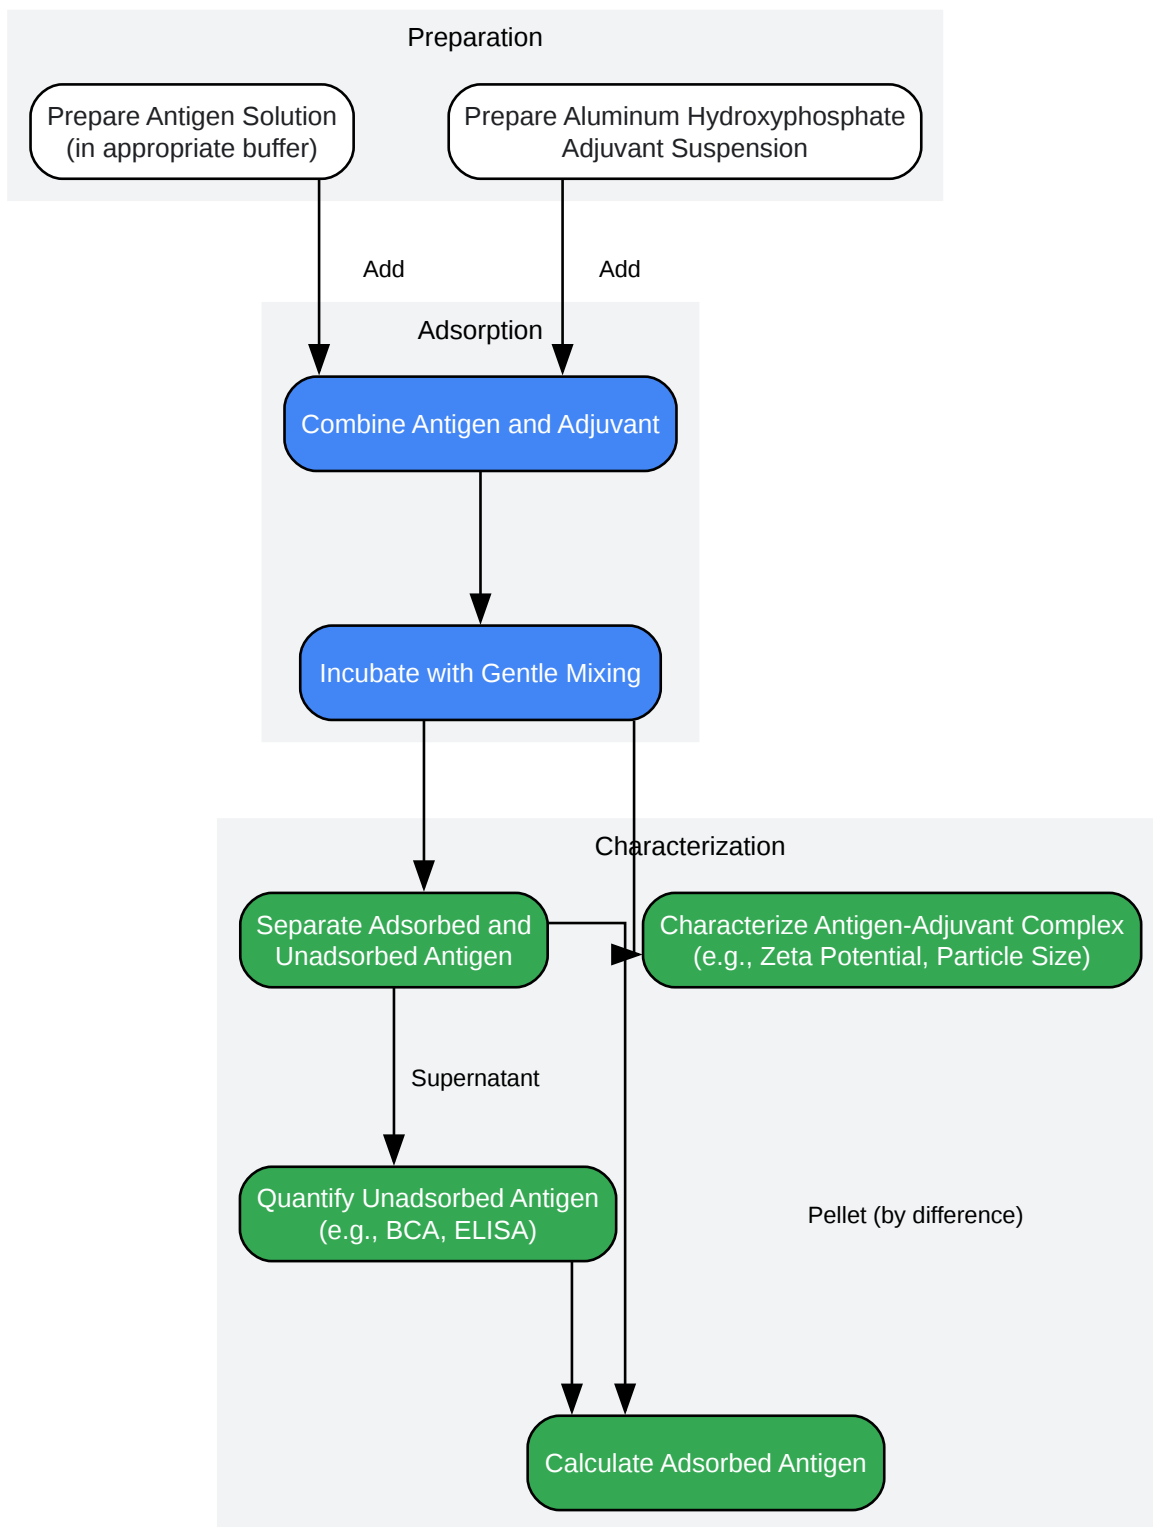 Preparation
Prepare Antigen Solution
(in appropriate buffer)
Prepare Aluminum Hydroxyphosphate
Adjuvant Suspension
Add
Add
Adsorption
Combine Antigen and Adjuvant
Incubate with Gentle Mixing
Characterization
Separate Adsorbed and
Unadsorbed Antigen
Characterize Antigen-Adjuvant Complex
(e.g., Zeta Potential, Particle Size)
Supernatant
Quantify Unadsorbed Antigen
(e.g., BCA, ELISA)
Pellet (by difference)
Calculate Adsorbed Antigen